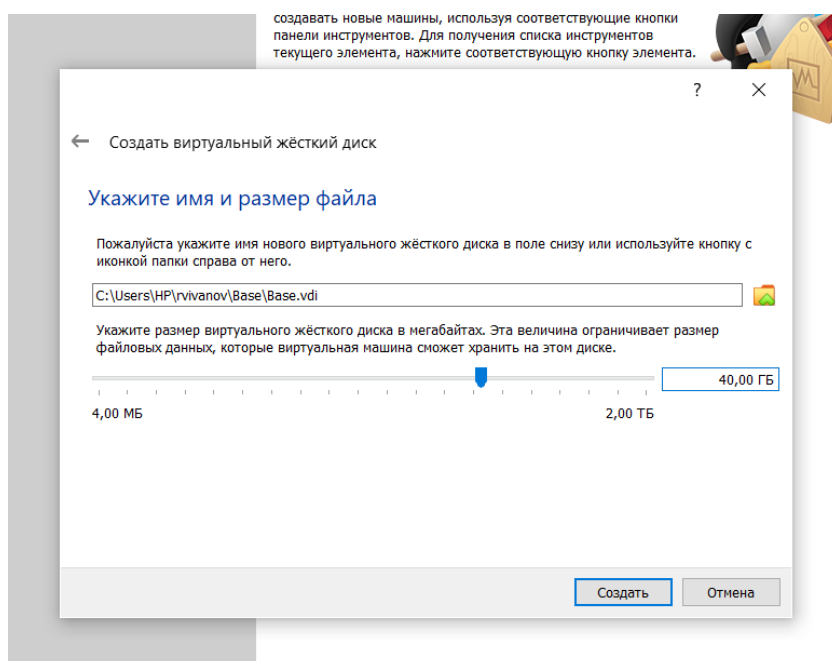 создавать новые машины, используя соответствующие кнопки
панели инструментов. Для получения списка инструментов
текущего элемента, нажмите соответствующую кнопку элемента.
?
Создать виртуальный жёсткий диск
Укажите имя и размер файла
Пожалуйста укажите имя нового виртуального жёсткого диска в поле снизу или используйте кнопку с
иконкой папки справа от него.
C:\Users\HP\rvivanov\Base\Base.vdi
Укажите размер виртуального жёсткого диска в мегабайтах. Эта величина ограничивает размер
файловых данных, которые виртуальная машина сможет хранить на этом диске.
40,00 ГБ
4,00 МБ 2,00 ТБ
Создать Отмена